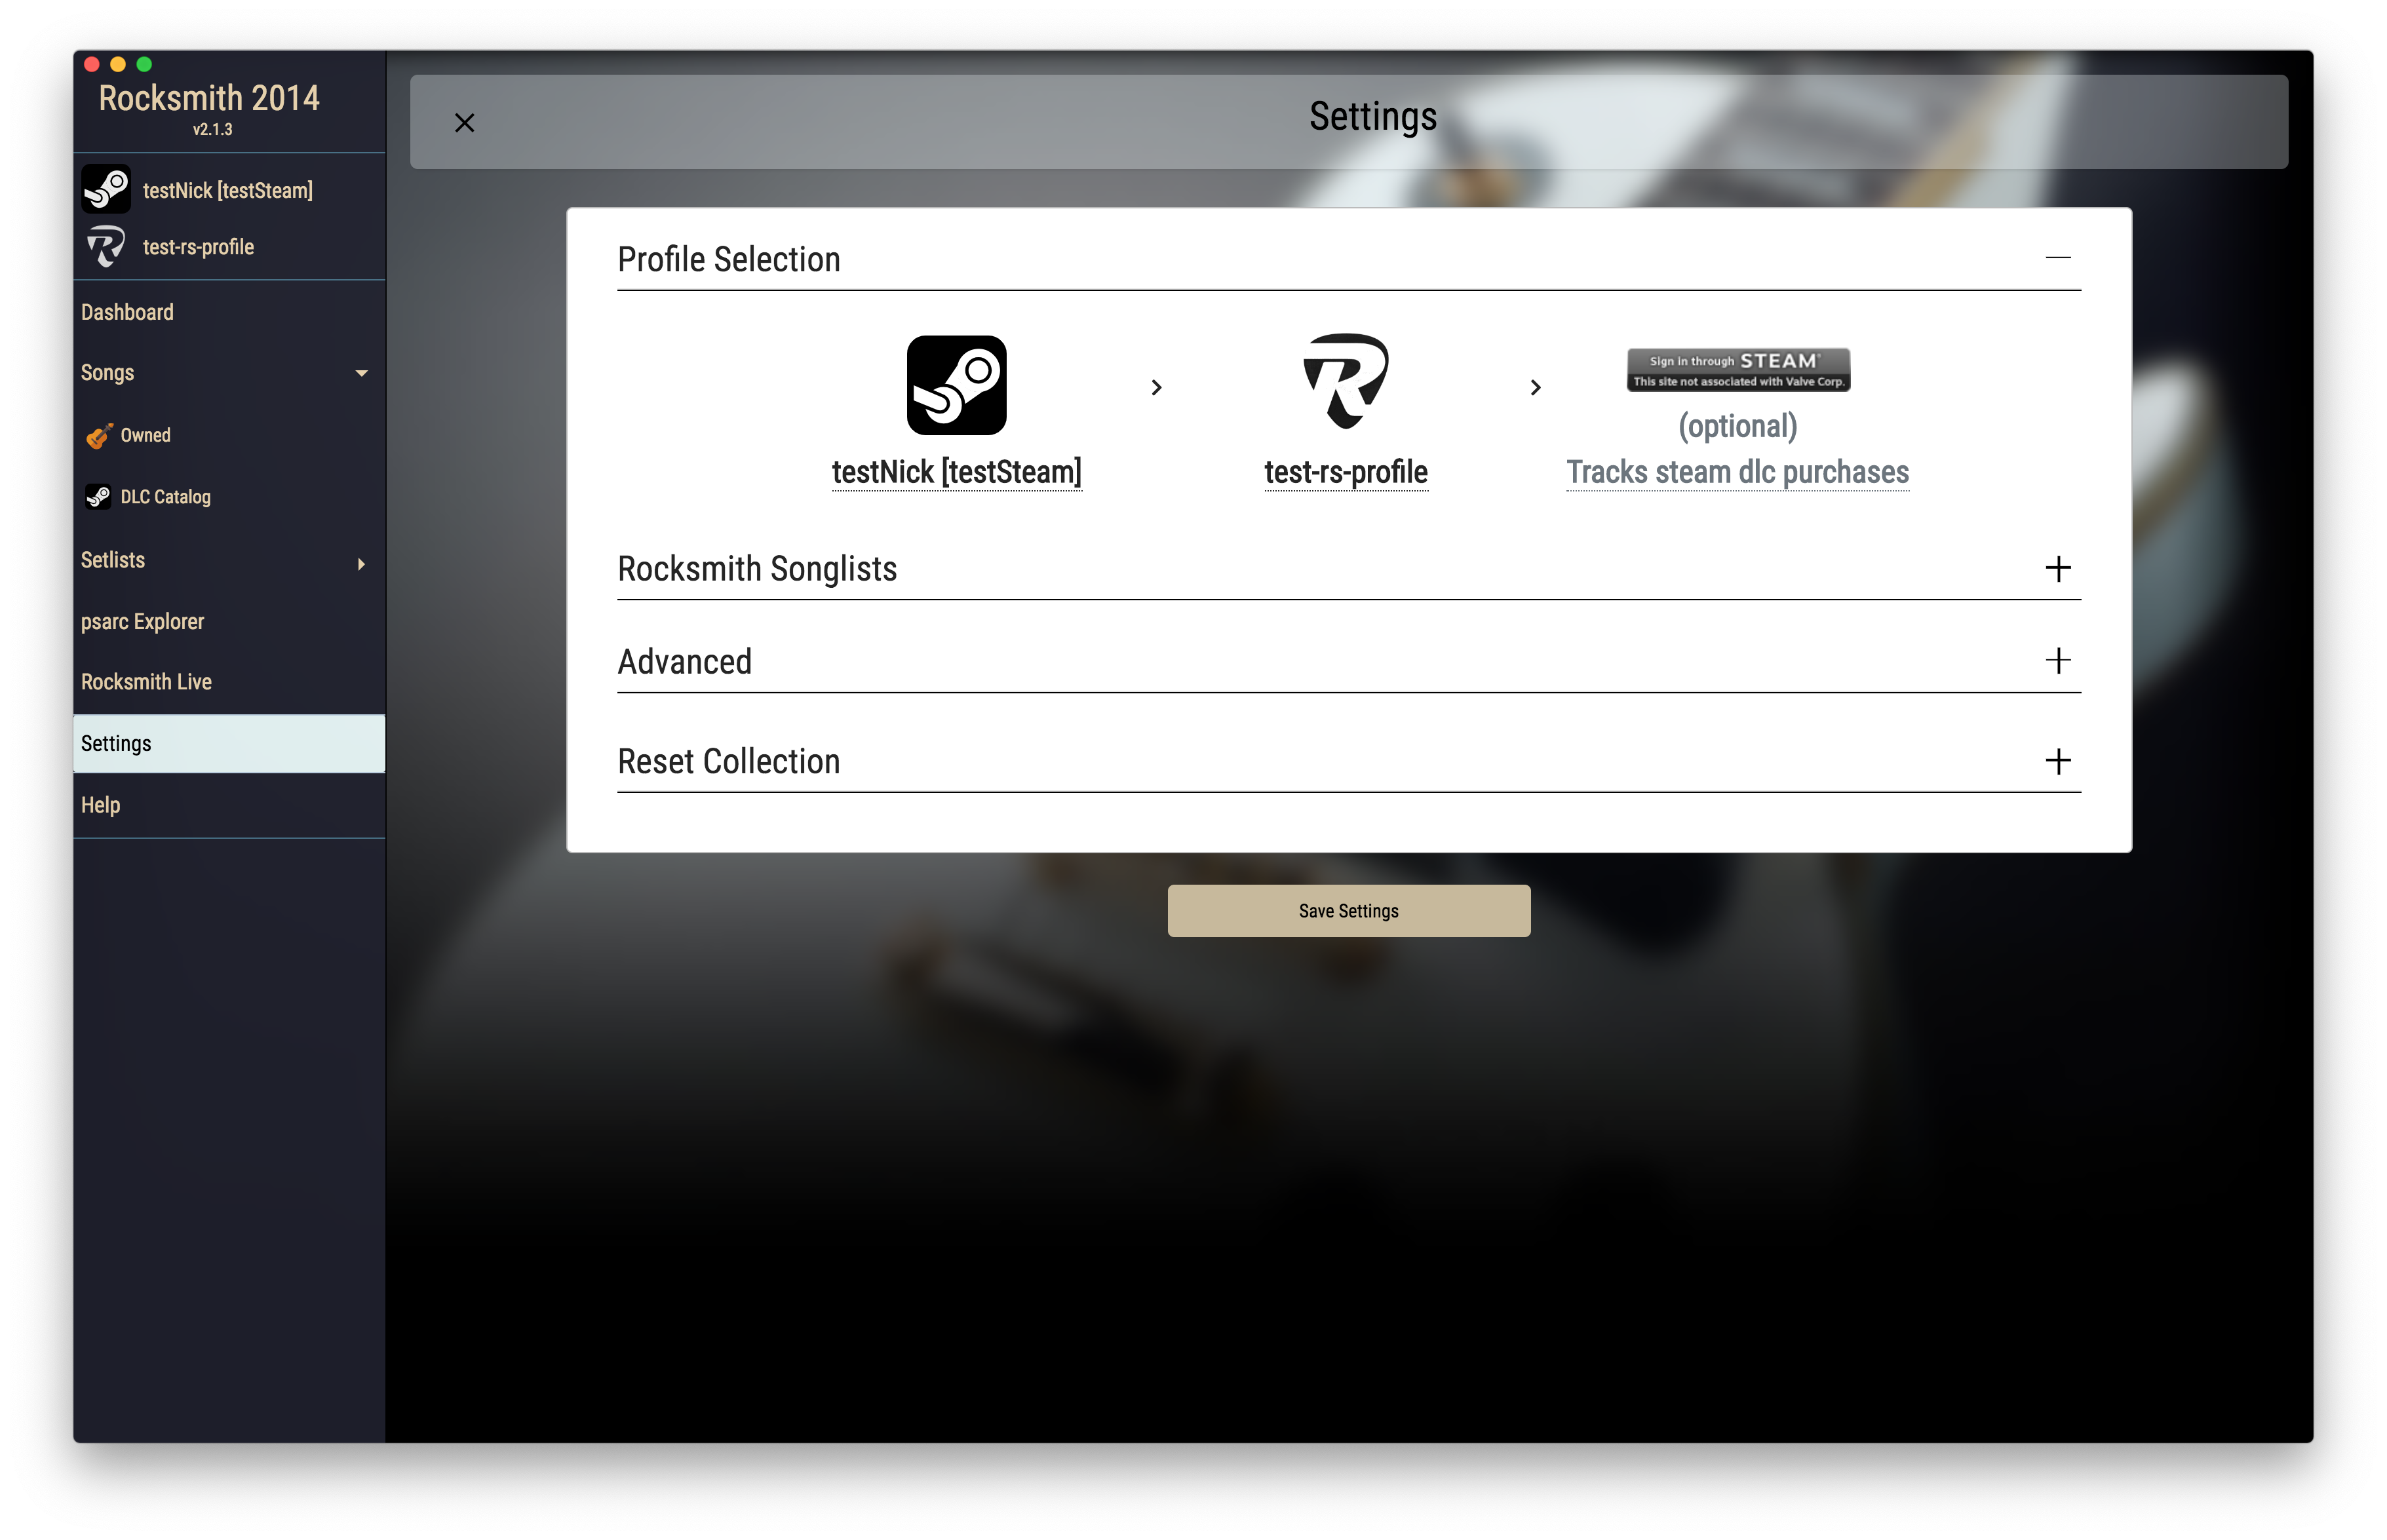 Rocksmith 2014
v2.1.3
testNick [testSteam]
test-rs-profile
Dashboard
Songs
Owned
DLC Catalog
Setlists
psarc Explorer
Rocksmith Live
Settings
Help
Settings
Profile Selection
Sign in through STEAM®
This site not associated with Valve Corp.
(optional)
testNick [testSteam]
test-rs-profile
Tracks steam dlc purchases
Rocksmith Songlists
Advanced
Reset Collection
Save Settings